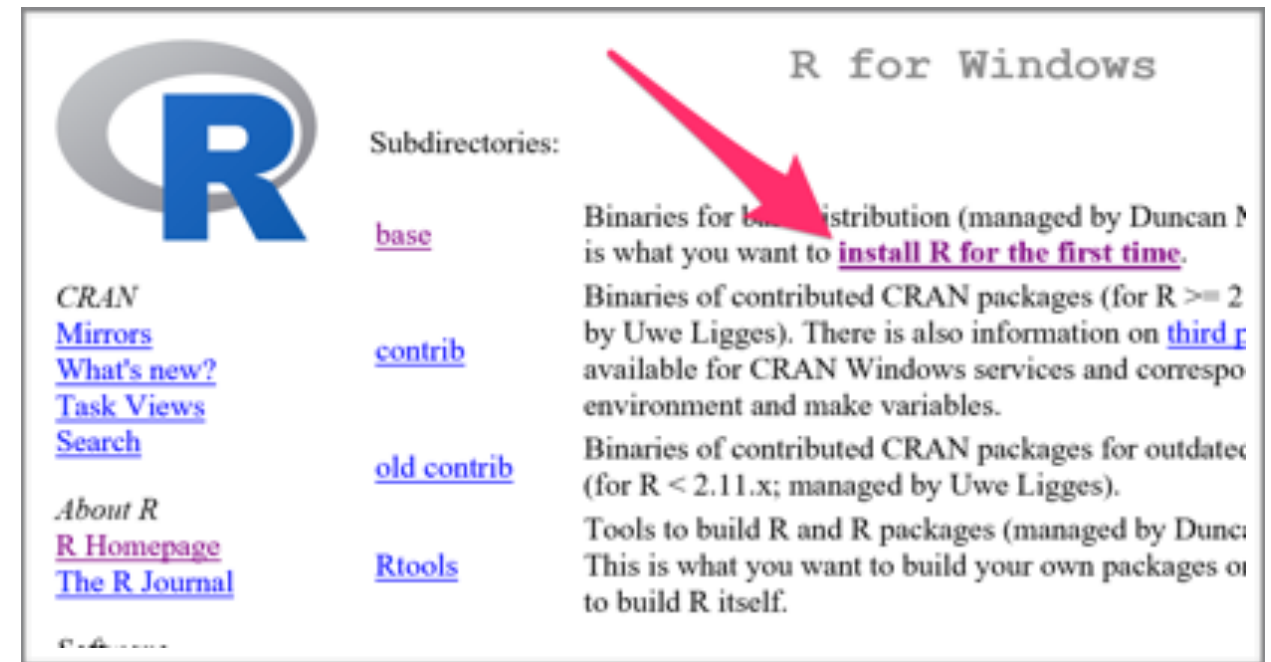 R
R for Windows
Subdirectories:
base
Binaries for distribution (managed by Duncan
is what you want to install R for the first time.
CRAN
Mirrors
What's new?
Task Views
Search
contrib
Binaries of contributed CRAN packages (for R >= 2
by Uwe Ligges). There is also information on third
available for CRAN Windows services and
environment and make variables.
old contrib
Binaries of contributed CRAN packages for
(for R < 2.11.x; managed by Uwe Ligges).
About R
R Homepage
The R Journal
Rtools
Tools to build R and R packages (managed by
This is what you want to build your own packages
to build R itself.